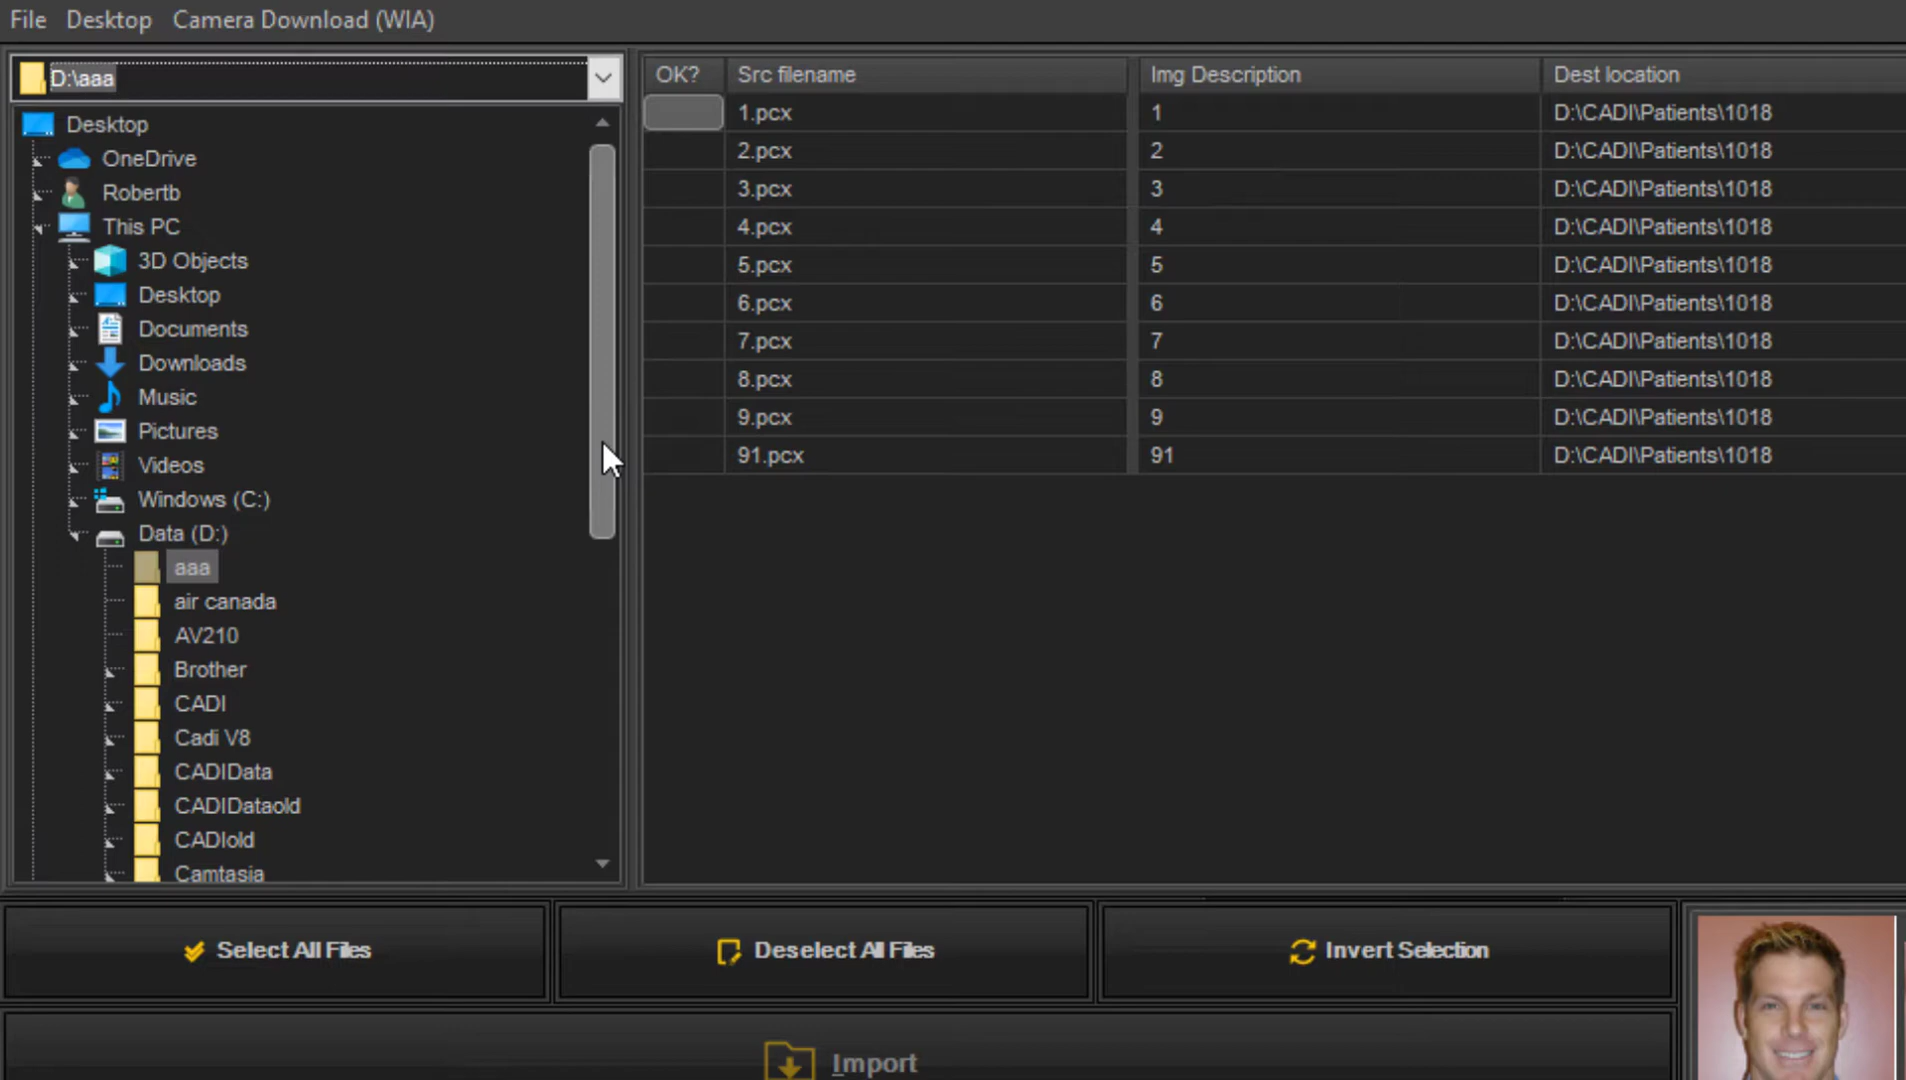 File Desktop Camera Download (WIA)
D:\aaa
Desktop
OneDrive
Robertb
This PC
3D Objects
Desktop
Documents
Downloads
Music
Pictures
Videos
Windows (C:)
Data (D:)
aaa
air canada
AV210
Brother
CADI
Cadi V8
CADIData
CADIDataold
CADIold
Camtasia
OK? Src filename Img Description Dest location
1.pcx 1 D:\CADI\Patients\1018
2.pcx 2 D:\CADI\Patients\1018
3.pcx 3 D:\CADI\Patients\1018
4.pcx 4 D:\CADI\Patients\1018
5.pcx 5 D:\CADI\Patients\1018
6.pcx 6 D:\CADI\Patients\1018
7.pcx 7 D:\CADI\Patients\1018
8.pcx 8 D:\CADI\Patients\1018
9.pcx 9 D:\CADI\Patients\1018
91.pcx 91 D:\CADI\Patients\1018
Select All Files Deselect All Files Invert Selection
Import